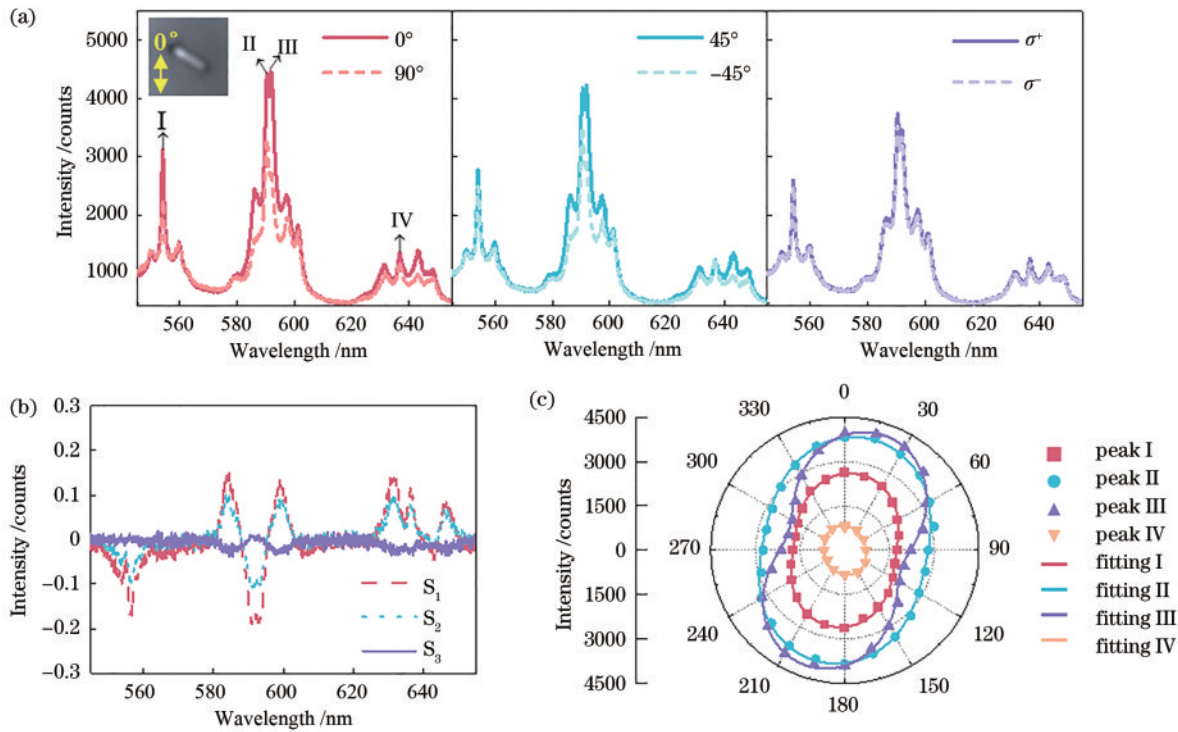 (a)
5000
4000
3000
2000
1000
Intensity /counts
0°
I
II
III
IV
0°
90°
45°
−45°
σ+
σ−
560 580 600 620 640
560 580 600 620 640
560 580 600 620 640
Wavelength /nm
Wavelength /nm
Wavelength /nm
(b)
0.3
0.2
0.1
0
−0.1
−0.2
−0.3
Intensity /counts
S1
S2
S3
560 580 600 620 640
Wavelength /nm
(c)
4500
3000
1500
0
1500
3000
4500
Intensity /counts
0
30
60
90
120
150
180
210
240
270
300
330
peak I
peak II
peak III
peak IV
fitting I
fitting II
fitting III
fitting IV